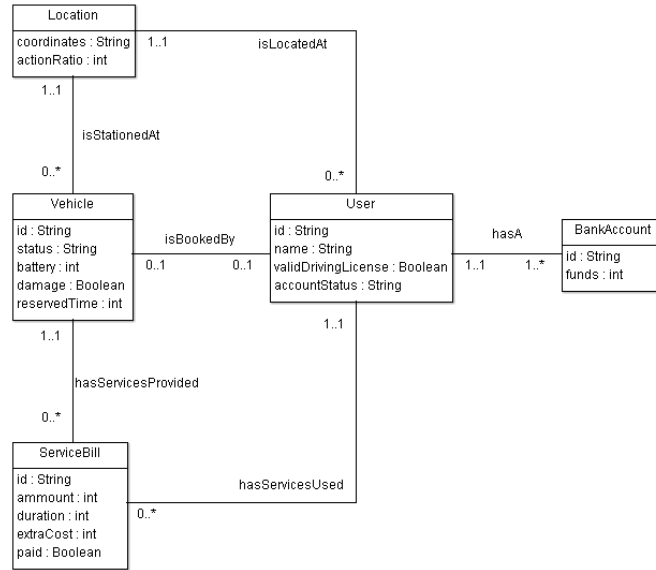 Location
coordinates : String
actionRatio : int
1..1
isLocatedAt
1..1
isStationedAt
0..*
0..*
Vehicle
id : String
status : String
battery : int
damage : Boolean
reservedTime : int
isBookedBy
0..1
0..1
User
id : String
name : String
validDrivingLicense : Boolean
accountStatus : String
hasA
1..1
1..*
BankAccount
id : String
funds : int
1..1
1..1
hasServicesProvided
0..*
ServiceBill
id : String
ammount : int
duration : int
extraCost : int
paid : Boolean
hasServicesUsed
0..*